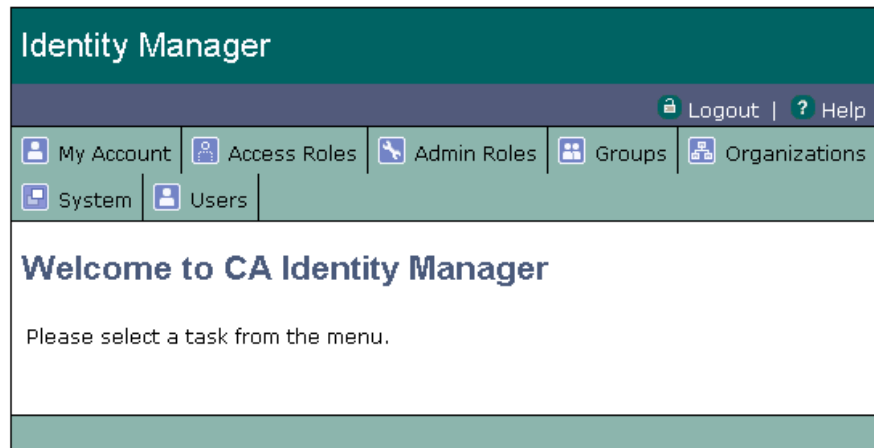 Identity Manager
Logout | ? Help
My Account Access Roles Admin Roles Groups Organizations
System Users
Welcome to CA Identity Manager
Please select a task from the menu.